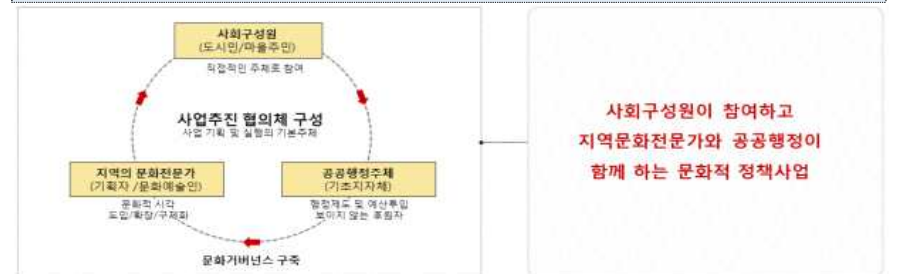 사회구성원
(도시민/마을주민)
직접적인 주체로 참여
사업추진 협의체 구성
사업 기획 및 실행의 기본주체
지역의 문화전문가
(기획자 /문화예술인)
문화적 시각
도입/확장/구체화
공공행정주체
(기초지자체)
행정제도 및 예산투입
보이지 않는 후원자
문화거버넌스 구축
사회구성원이 참여하고
지역문화전문가와 공공행정이
함께 하는 문화적 정책사업